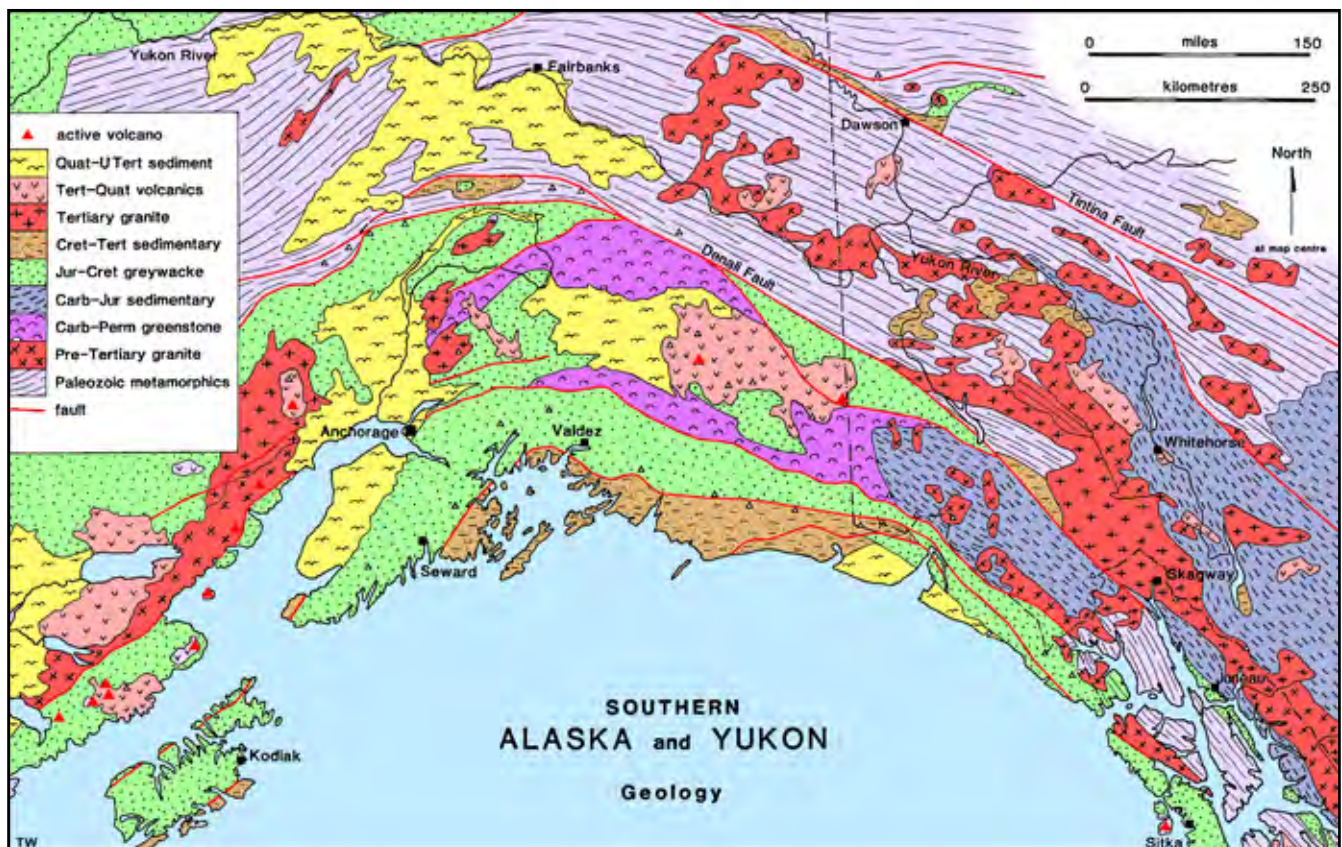 Yukon River
Fairbanks
0 miles 150
0 kilometres 250
Dawson
North
at map centre
active volcano
Quat-U Tert sediment
Tert-Quat volcanics
Tertiary granite
Cret-Tert sedimentary
Jur-Cret greywacke
Carb-Jur sedimentary
Carb-Perm greenstone
Pre-Tertiary granite
Paleozoic metamorphics
fault
Tintina Fault
Denali Fault
Yukon River
Anchorage
Valdez
Whitehorse
Seward
Skagway
Juneau
Kodiak
Sitka
SOUTHERN
ALASKA and YUKON
Geology
TW